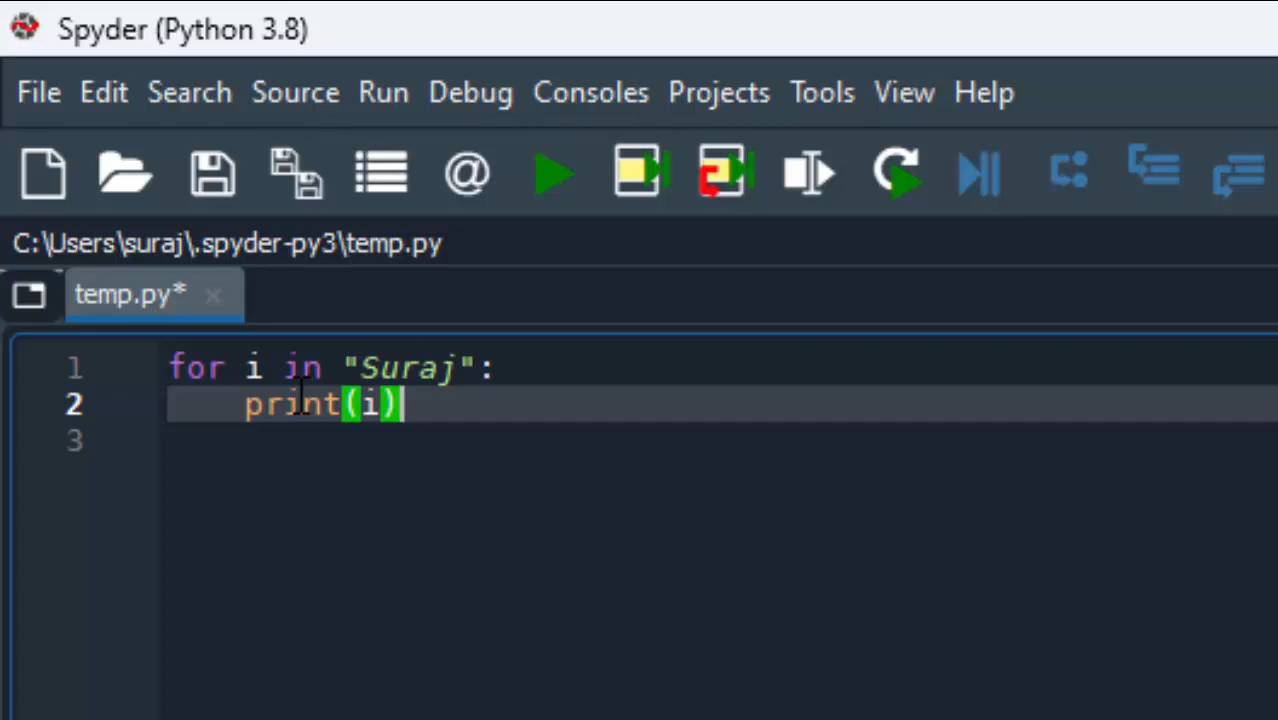 Spyder (Python 3.8)
File Edit Search Source Run Debug Consoles Projects Tools View Help
C:\Users\suraj\.spyder-py3\temp.py
temp.py*
1 for i in "Suraj":
2     print(i)
3